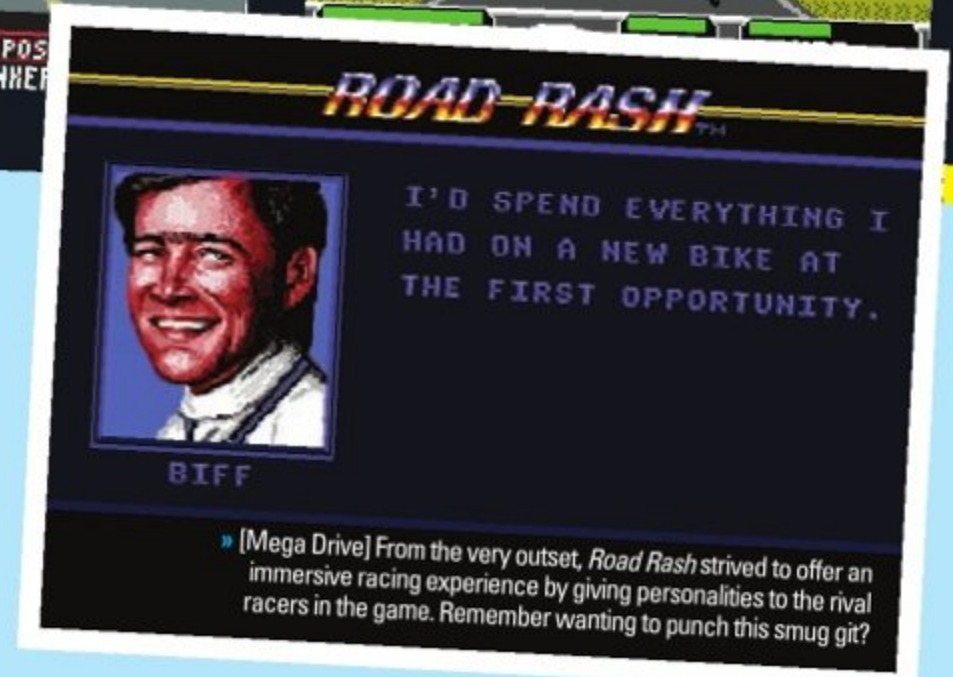 POS
ROAD RASH™
I'D SPEND EVERYTHING I
HAD ON A NEW BIKE AT
THE FIRST OPPORTUNITY.
BIFF
» [Mega Drive] From the very outset, Road Rash strived to offer an
immersive racing experience by giving personalities to the rival
racers in the game. Remember wanting to punch this smug git?